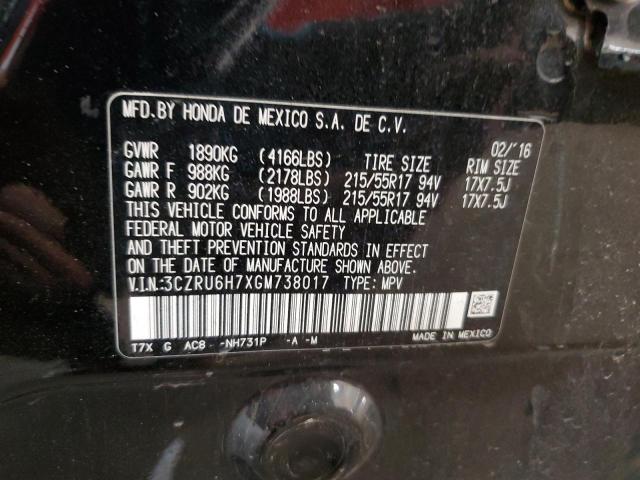 MFD.BY HONDA DE MEXICO S.A. DE C.V.
02/'16
GVWR 1890KG (4166LBS) TIRE SIZE RIM SIZE
GAWR F 988KG (2178LBS) 215/55R17 94V 17X7.5J
GAWR R 902KG (1988LBS) 215/55R17 94V 17X7.5J
THIS VEHICLE CONFORMS TO ALL APPLICABLE
FEDERAL MOTOR VEHICLE SAFETY
AND THEFT PREVENTION STANDARDS IN EFFECT
ON THE DATE OF MANUFACTURE SHOWN ABOVE.
V.I.N:3CZRU6H7XGM738017 TYPE: MPV
T7X G AC8 -NH731P -A -M
MADE IN MEXICO